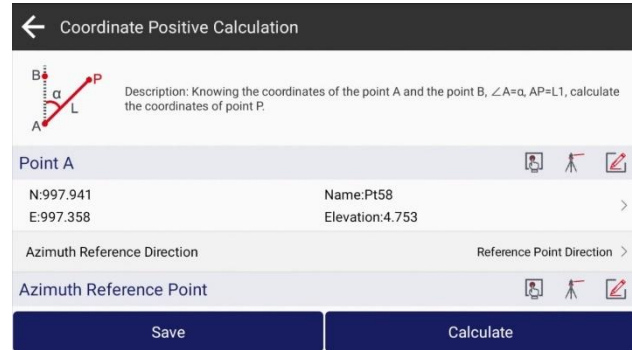 Coordinate Positive Calculation
B
P
α
L
A
Description: Knowing the coordinates of the point A and the point B, ∠A=α, AP=L1, calculate
the coordinates of point P.
Point A
N:997.941
Name:Pt58
E:997.358
Elevation:4.753
Azimuth Reference Direction
Reference Point Direction
Azimuth Reference Point
Save
Calculate